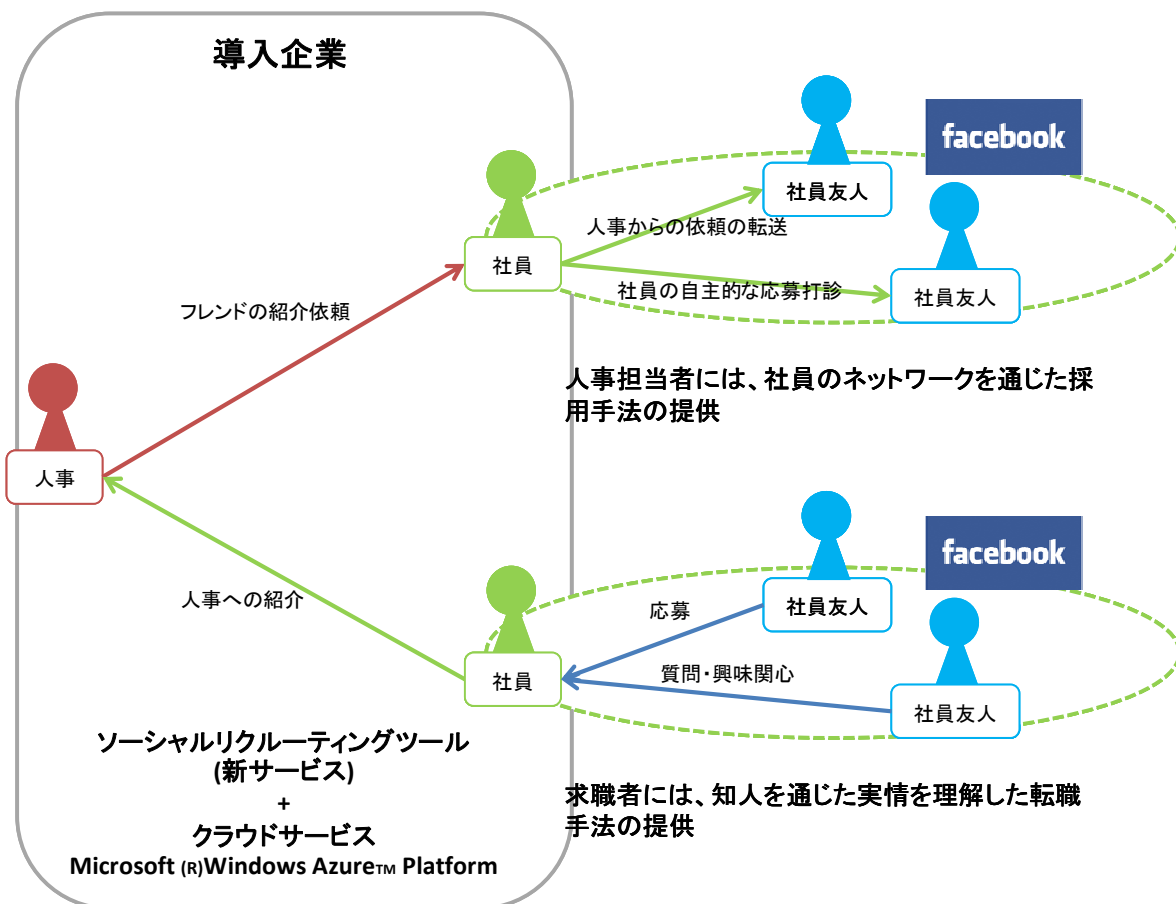 導入企業
facebook
社員友人
人事からの依頼の転送
社員
社員の自主的な応募打診
社員友人
フレンドの紹介依頼
人事担当者には、社員のネットワークを通じた採
用手法の提供
人事
facebook
人事への紹介
応募
社員友人
質問・興味関心
社員
社員友人
ソーシャルリクルーティングツール
(新サービス)
+
クラウドサービス
Microsoft (R)Windows Azure™ Platform
求職者には、知人を通じた実情を理解した転職
手法の提供